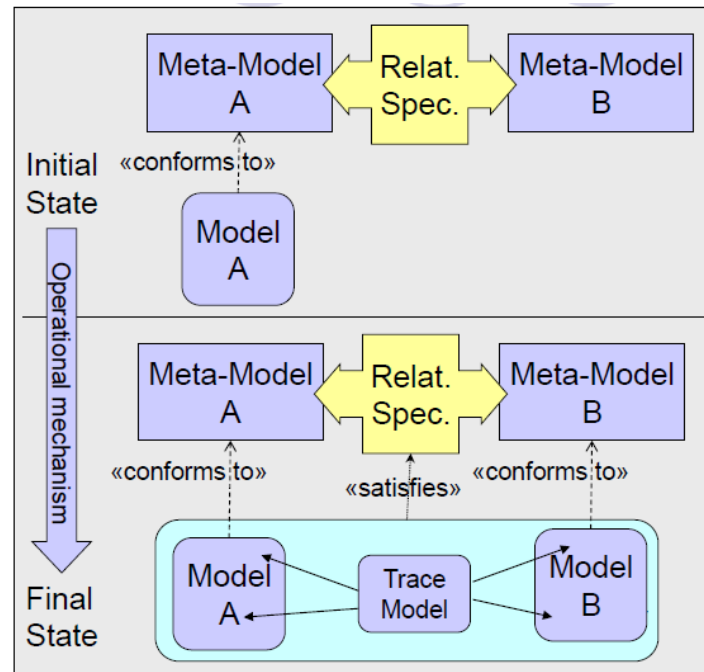 Meta-Model
A
Relat.
Spec.
Meta-Model
B
«conforms to»
Initial
State
Model
A
Operational mechanism
Meta-Model
A
Relat.
Spec.
Meta-Model
B
«conforms to»
«satisfies»
«conforms to»
Model
A
Trace
Model
Model
B
Final
State